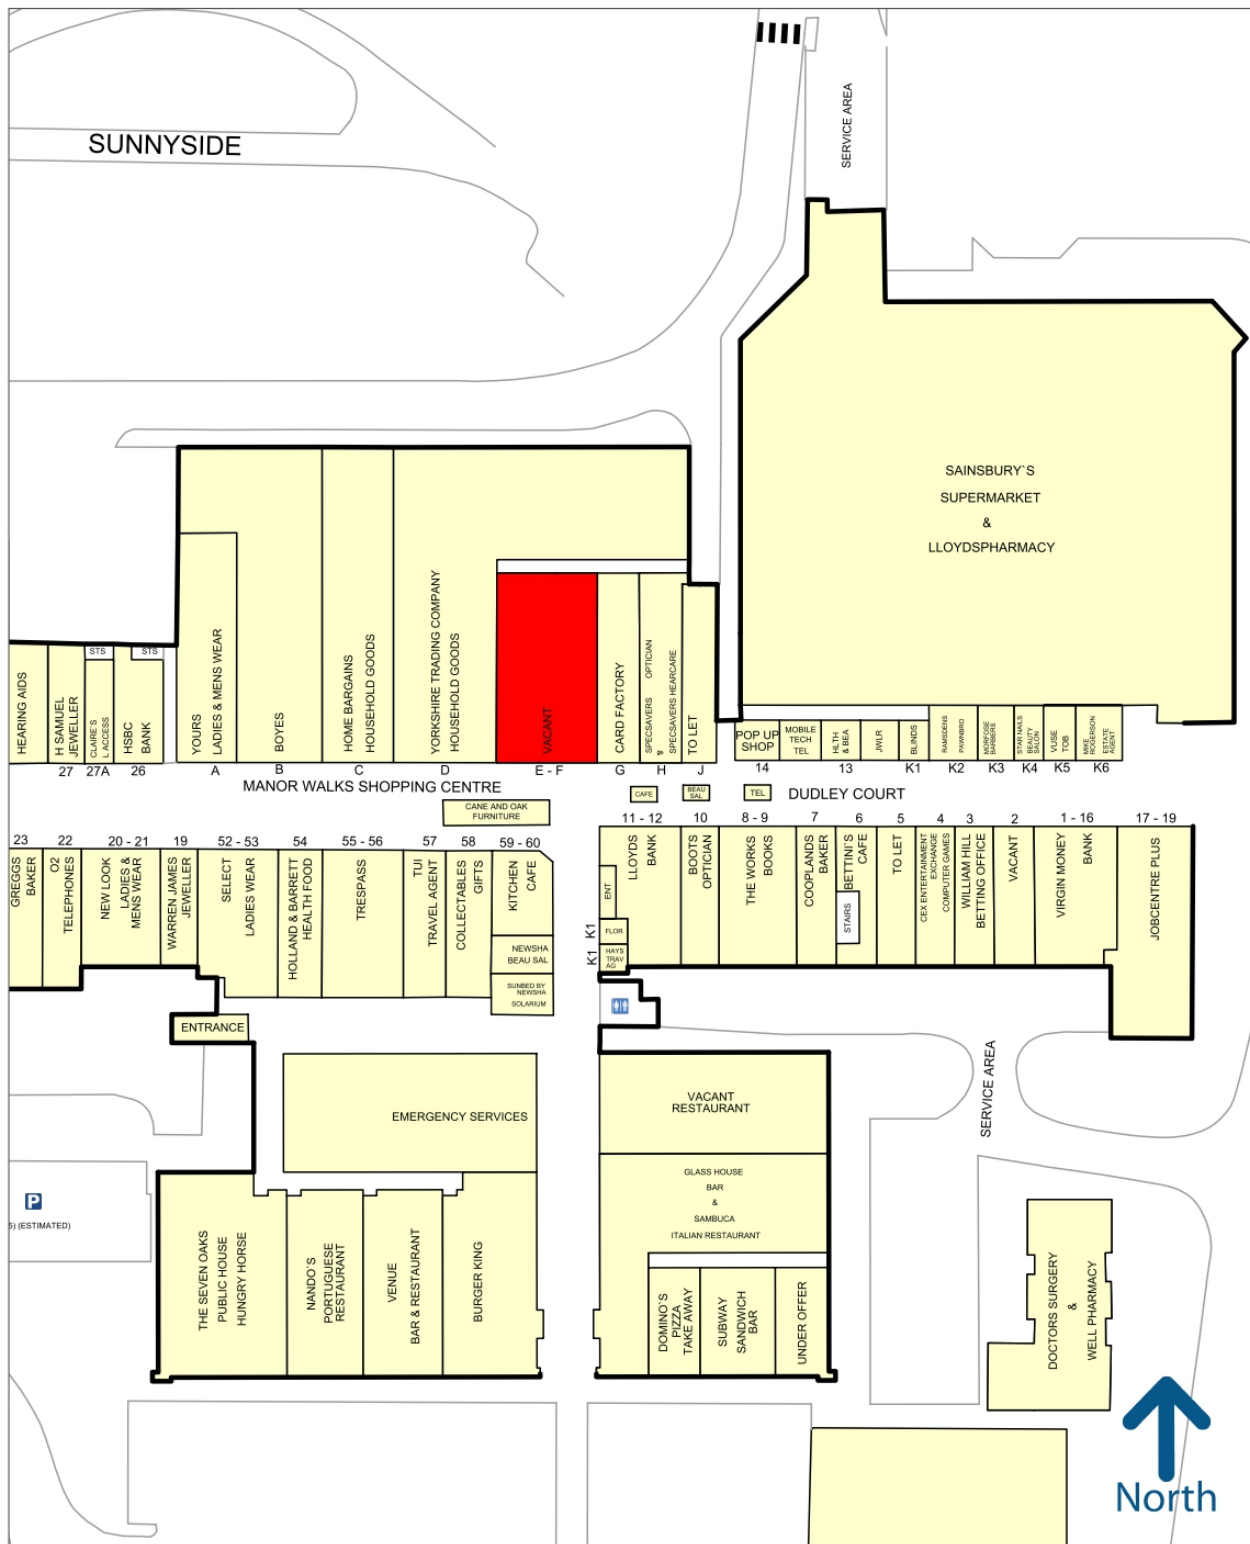 SUNNYSIDE
SERVICE AREA
SAINSBURY`S
SUPERMARKET
&
LLOYDSPHARMACY
HEARING AIDS
H SAMUEL
JEWELLER
STS
CLAIRE`S
L ACCESS
STS
HSBC
BANK
YOURS
LADIES & MENS WEAR
BOYES
HOME BARGAINS
HOUSEHOLD GOODS
YORKSHIRE TRADING COMPANY
HOUSEHOLD GOODS
VACANT
CARD FACTORY
SPECSAVERS OPTICIAN
&
SPECSAVERS HEARCARE
TO LET
POP UP
SHOP
MOBILE
TECH
TEL
HLTH
& BEA
JWLR
BLINDS
RAMSDENS
PAWNBRO
MORFOSE
BARBERIS
STAR NAILS
BEAUTY
SALON
VUSE
TOB
MIKE
ROGERSON
ESTATE
AGENT
27
27A
26
A
B
C
D
E - F
G
H
J
14
13
K1
K2
K3
K4
K5
K6
MANOR WALKS SHOPPING CENTRE
CAFE
BEAU
SAL
TEL
DUDLEY COURT
CANE AND OAK
FURNITURE
23
22
20 - 21
19
52 - 53
54
55 - 56
57
58
59 - 60
11 - 12
10
8 - 9
7
6
5
4
3
2
1 - 16
17 - 19
GREGGS
BAKER
O2
TELEPHONES
NEW LOOK
LADIES &
MENS WEAR
WARREN JAMES
JEWELLER
SELECT
LADIES WEAR
HOLLAND & BARRETT
HEALTH FOOD
TRESPASS
TUI
TRAVEL AGENT
COLLECTABLES
GIFTS
KITCHEN
CAFE
NEWSHA
BEAU SAL
SUNBED BY
NEWSHA
SOLARIUM
LLOYDS
BANK
ENT
K1
FLOR
K1
HAYS
TRAV
AG
BOOTS
OPTICIAN
THE WORKS
BOOKS
COOPLANDS
BAKER
BETTINI`S
CAFE
STAIRS
TO LET
CEX ENTERTAINMENT
EXCHANGE
COMPUTER GAMES
WILLIAM HILL
BETTING OFFICE
VACANT
VIRGIN MONEY
BANK
JOBCENTRE PLUS
ENTRANCE
EMERGENCY SERVICES
VACANT
RESTAURANT
SERVICE AREA
GLASS HOUSE
BAR
&
SAMBUCA
ITALIAN RESTAURANT
P
5) (ESTIMATED)
THE SEVEN OAKS
PUBLIC HOUSE
HUNGRY HORSE
NANDO`S
PORTUGUESE
RESTAURANT
VENUE
BAR & RESTAURANT
BURGER KING
DOMINO`S
PIZZA
TAKE AWAY
SUBWAY
SANDWICH
BAR
UNDER OFFER
DOCTORS SURGERY
&
WELL PHARMACY
North